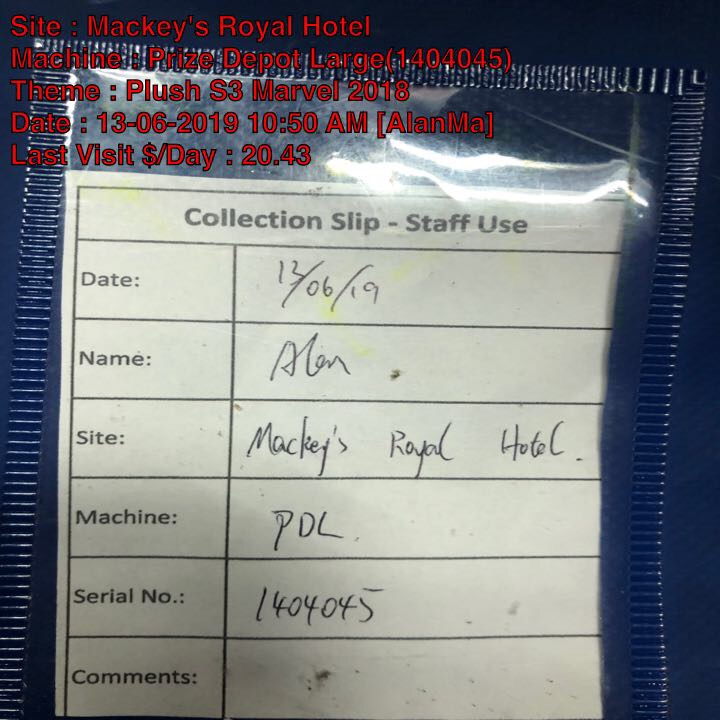 Site : Mackey's Royal Hotel
Machine : Prize Depot Large(1404045)
Theme : Plush S3 Marvel 2018
Date : 13-06-2019 10:50 AM [AlanMa]
Last Visit $/Day : 20.43
Collection Slip - Staff Use
Date: 13/06/19
Name: Alan
Site: Mackey's Royal Hotel.
Machine: PDL.
Serial No.: 1404045
Comments: